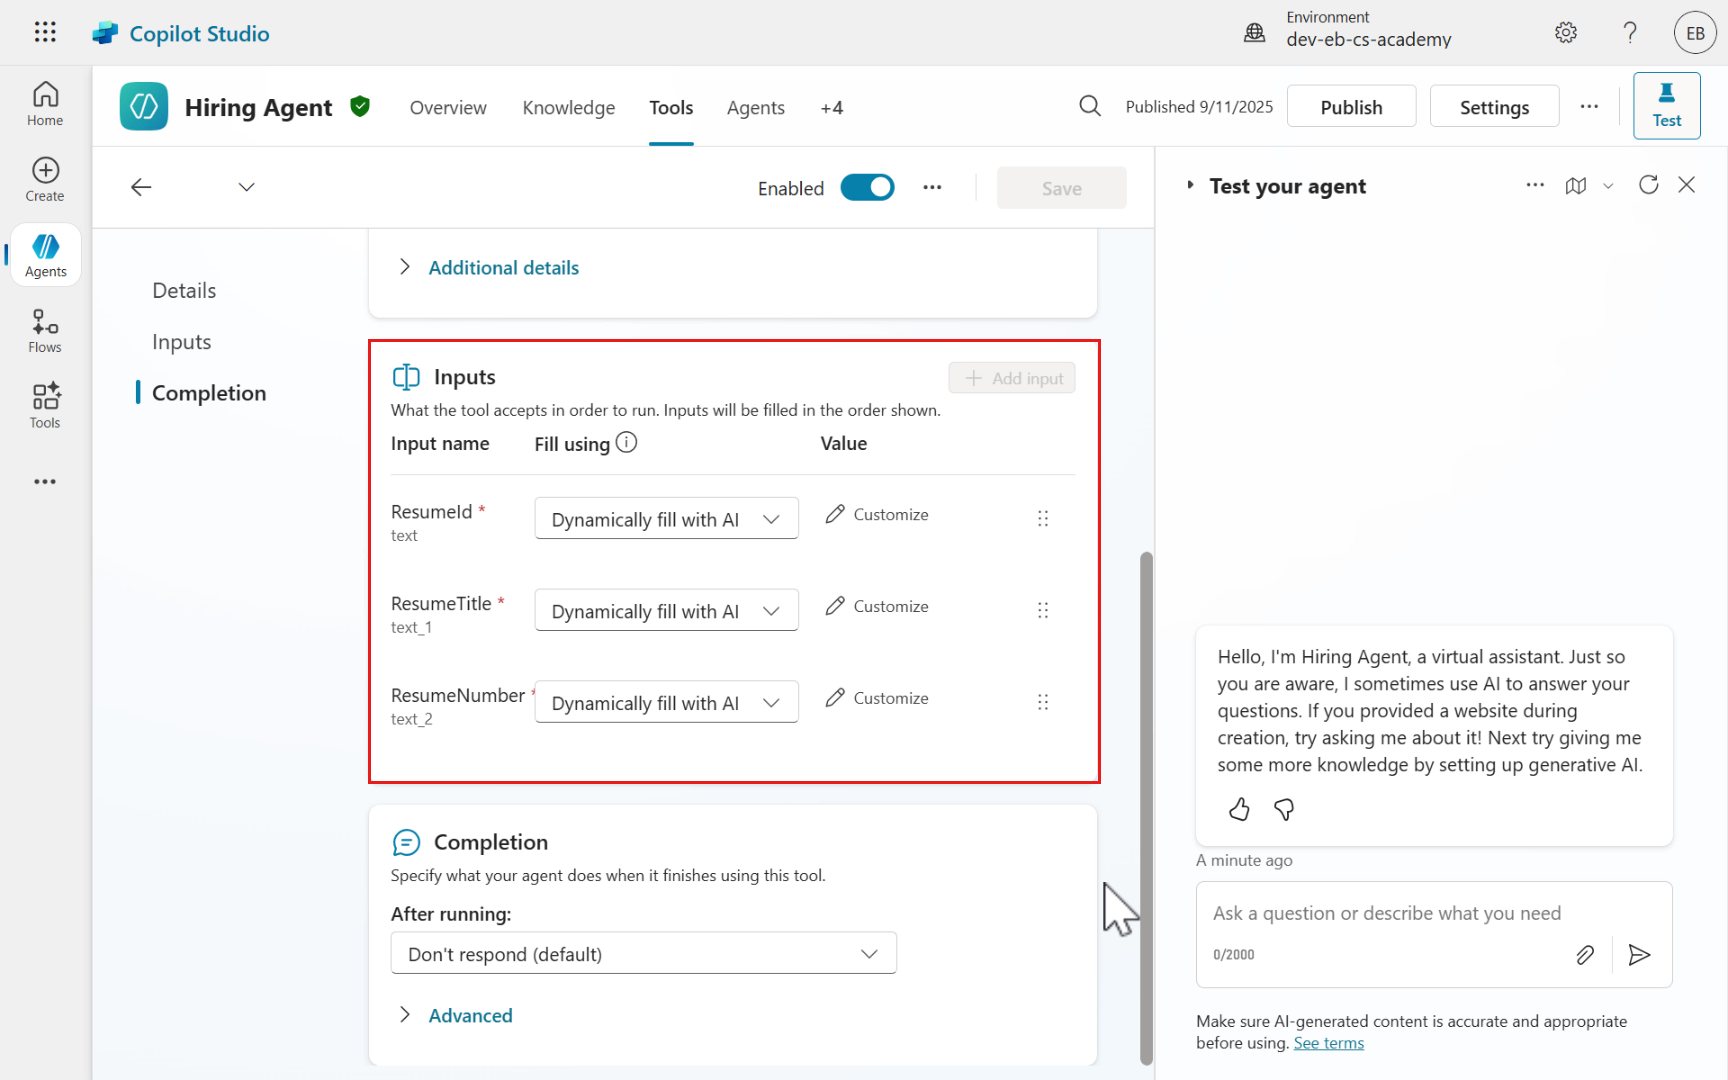 Copilot Studio
Environment
dev-eb-cs-academy
EB
Home
Create
Agents
Flows
Tools
Hiring Agent
Overview
Knowledge
Tools
Agents
+4
Published 9/11/2025
Publish
Settings
Test
Enabled
Save
Details
Inputs
Completion
Additional details
Inputs
Add input
What the tool accepts in order to run. Inputs will be filled in the order shown.
Input name
Fill using
Value
ResumeId *
text
Dynamically fill with AI
Customize
ResumeTitle *
text_1
Dynamically fill with AI
Customize
ResumeNumber *
text_2
Dynamically fill with AI
Customize
Completion
Specify what your agent does when it finishes using this tool.
After running:
Don't respond (default)
Advanced
Test your agent
Hello, I'm Hiring Agent, a virtual assistant. Just so
you are aware, I sometimes use AI to answer your
questions. If you provided a website during
creation, try asking me about it! Next try giving me
some more knowledge by setting up generative AI.
A minute ago
Ask a question or describe what you need
0/2000
Make sure AI-generated content is accurate and appropriate
before using. See terms